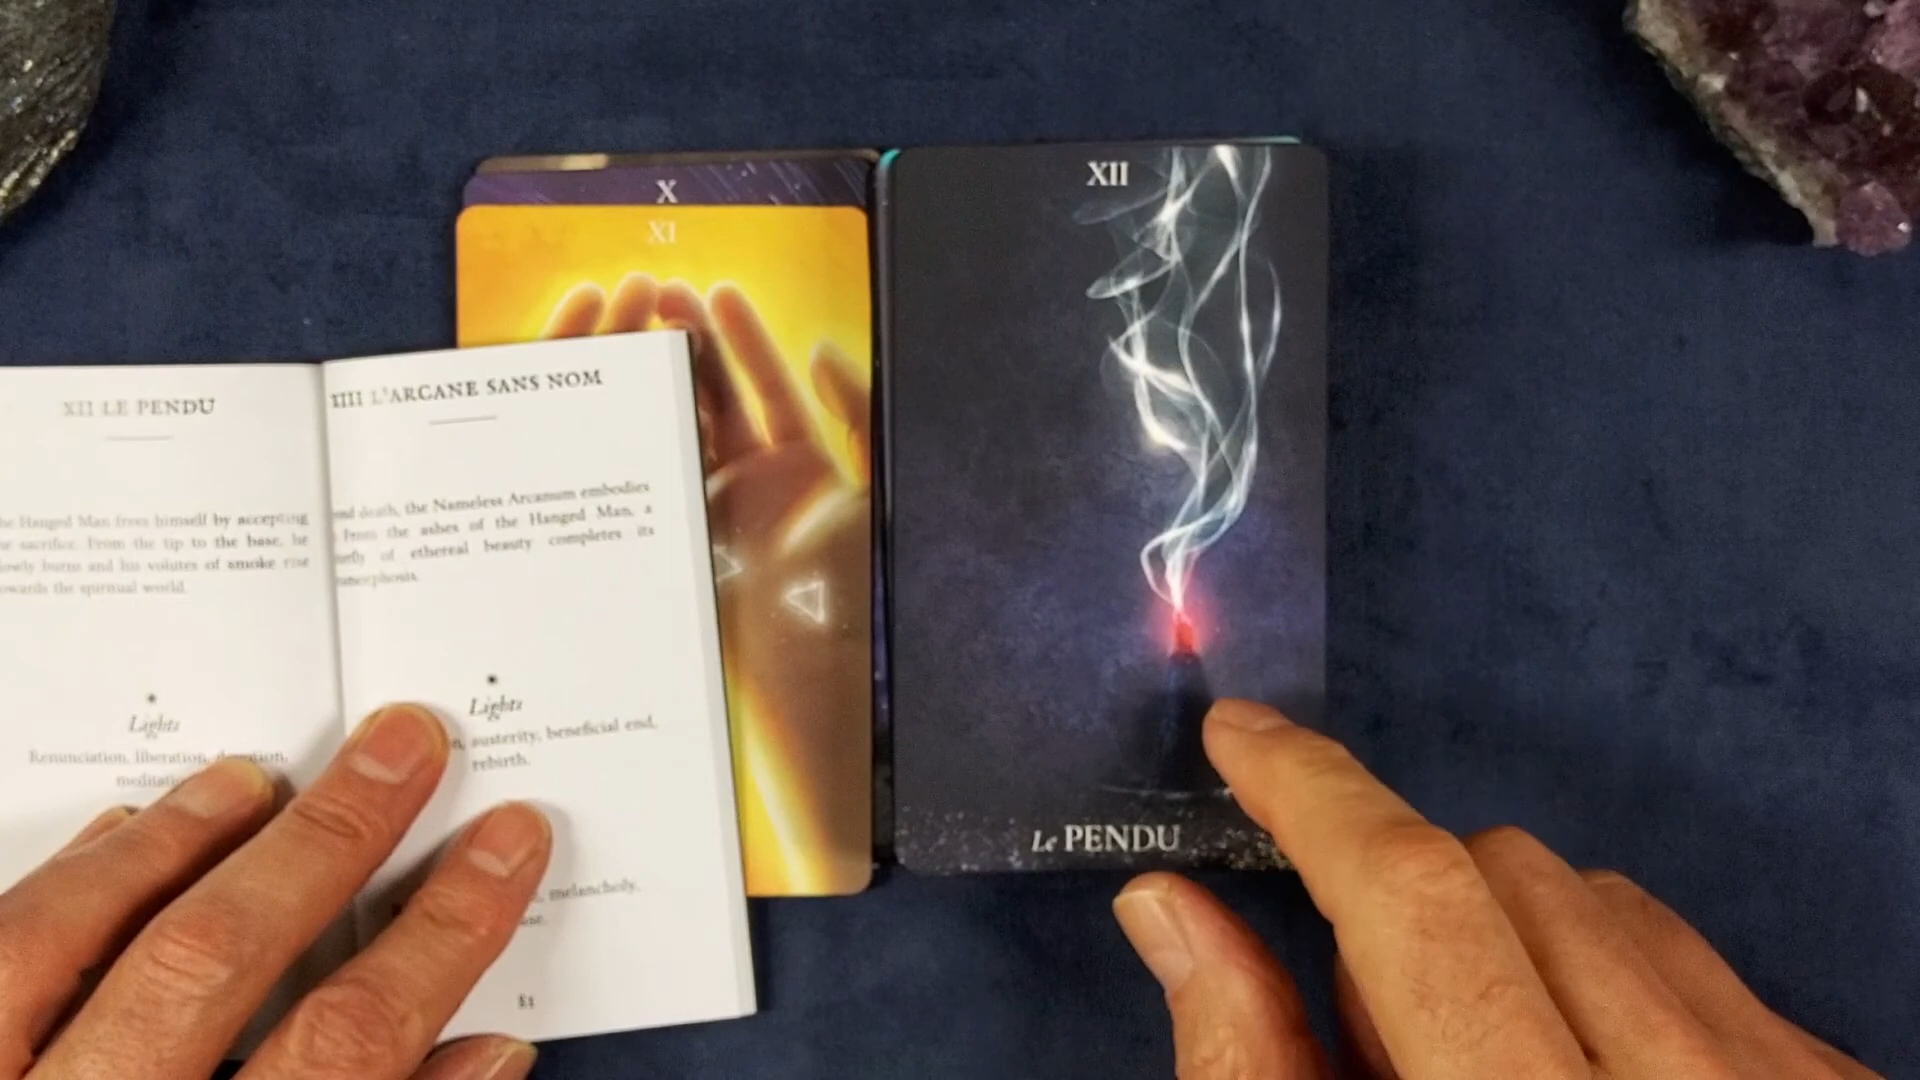 X
XI
XII
Le PENDU
XII LE PENDU
he Hanged Man frees himself by accepting
sacrifice. From the tip to the base, he
lowly burns and his volutes of smoke rise
owards the spiritual world.
Lights
Renunciation, liberation,
XIIII L'ARCANE SANS NOM
nd death, the Nameless Arcanum embodies
From the ashes of the Hanged Man, a
of ethereal beauty completes its
Lights
austerity, beneficial end,
rebirth.
melancholy,
81